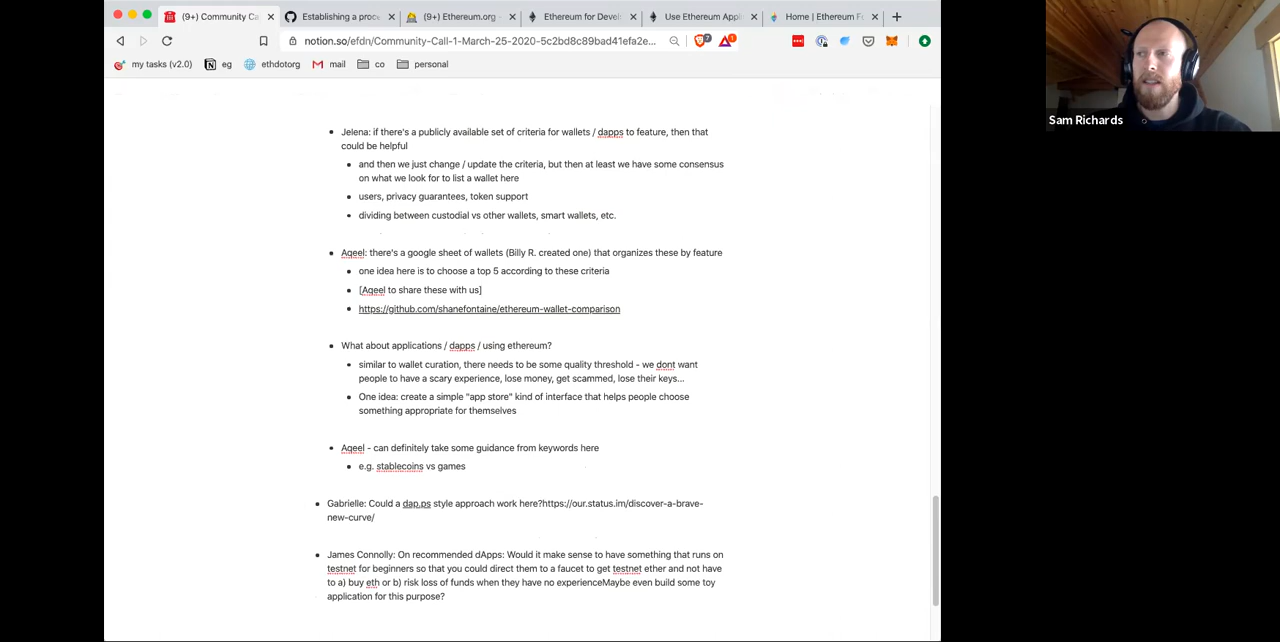 (9+) Community Ca
Establishing a proc
(9+) Ethereum.org
Ethereum for Devel
Use Ethereum Appl
Home | Ethereum F
notion.so/efdn/Community-Call-1-March-25-2020-5c2bd8c89bad41efa2e...
7
1
my tasks (v2.0)
eg
ethdotorg
mail
co
personal
Sam Richards
Jelena: if there's a publicly available set of criteria for wallets / dapps to feature, then that
could be helpful
and then we just change / update the criteria, but then at least we have some consensus
on what we look for to list a wallet here
users, privacy guarantees, token support
dividing between custodial vs other wallets, smart wallets, etc.
Aqeel: there's a google sheet of wallets (Billy R. created one) that organizes these by feature
one idea here is to choose a top 5 according to these criteria
[Aqeel to share these with us]
https://github.com/shanefontaine/ethereum-wallet-comparison
What about applications / dapps / using ethereum?
similar to wallet curation, there needs to be some quality threshold - we dont want
people to have a scary experience, lose money, get scammed, lose their keys...
One idea: create a simple "app store" kind of interface that helps people choose
something appropriate for themselves
Aqeel - can definitely take some guidance from keywords here
e.g. stablecoins vs games
Gabrielle: Could a dap.ps style approach work here?https://our.status.im/discover-a-brave-
new-curve/
James Connolly: On recommended dApps: Would it make sense to have something that runs on
testnet for beginners so that you could direct them to a faucet to get testnet ether and not have
to a) buy eth or b) risk loss of funds when they have no experienceMaybe even build some toy
application for this purpose?